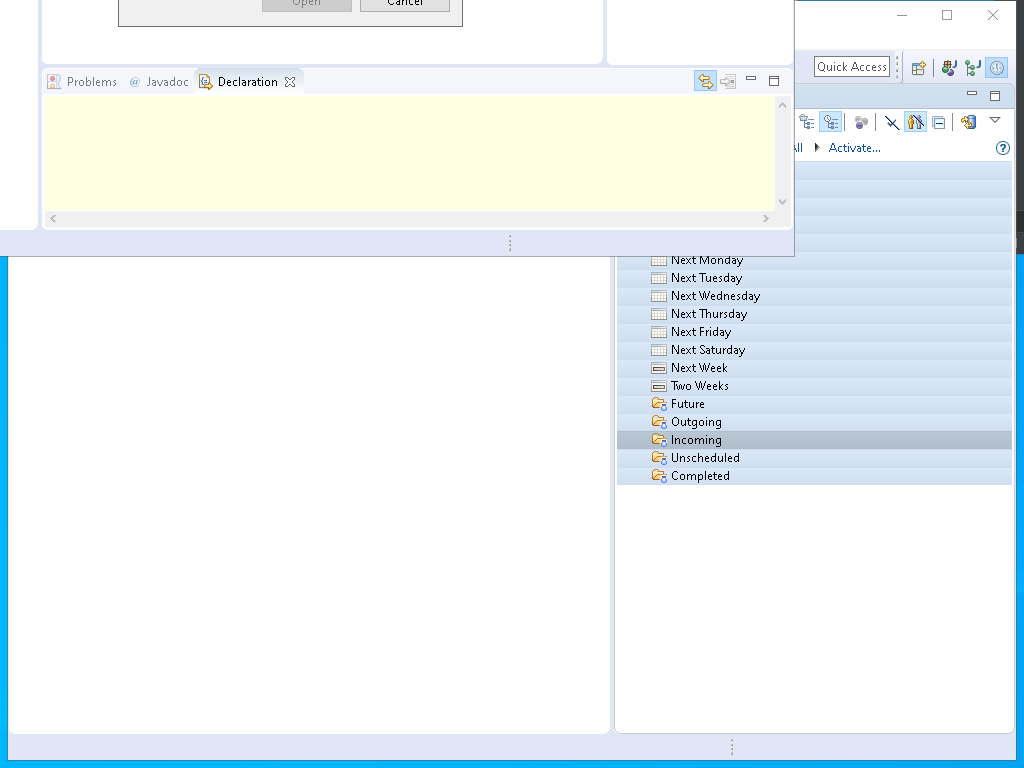 Open
Cancel
Problems
@ Javadoc
Declaration
Quick Access
All
Activate...
Next Monday
Next Tuesday
Next Wednesday
Next Thursday
Next Friday
Next Saturday
Next Week
Two Weeks
Future
Outgoing
Incoming
Unscheduled
Completed